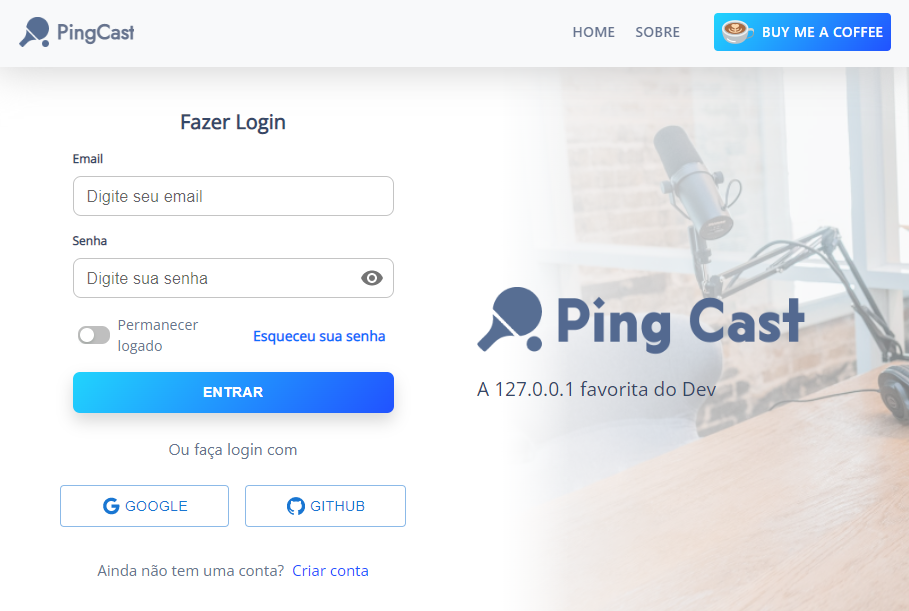 PingCast
HOME
SOBRE
BUY ME A COFFEE
Fazer Login
Email
Digite seu email
Senha
Digite sua senha
Permanecer
logado
Esqueceu sua senha
ENTRAR
Ou faça login com
GOOGLE
GITHUB
Ainda não tem uma conta? Criar conta
Ping Cast
A 127.0.0.1 favorita do Dev